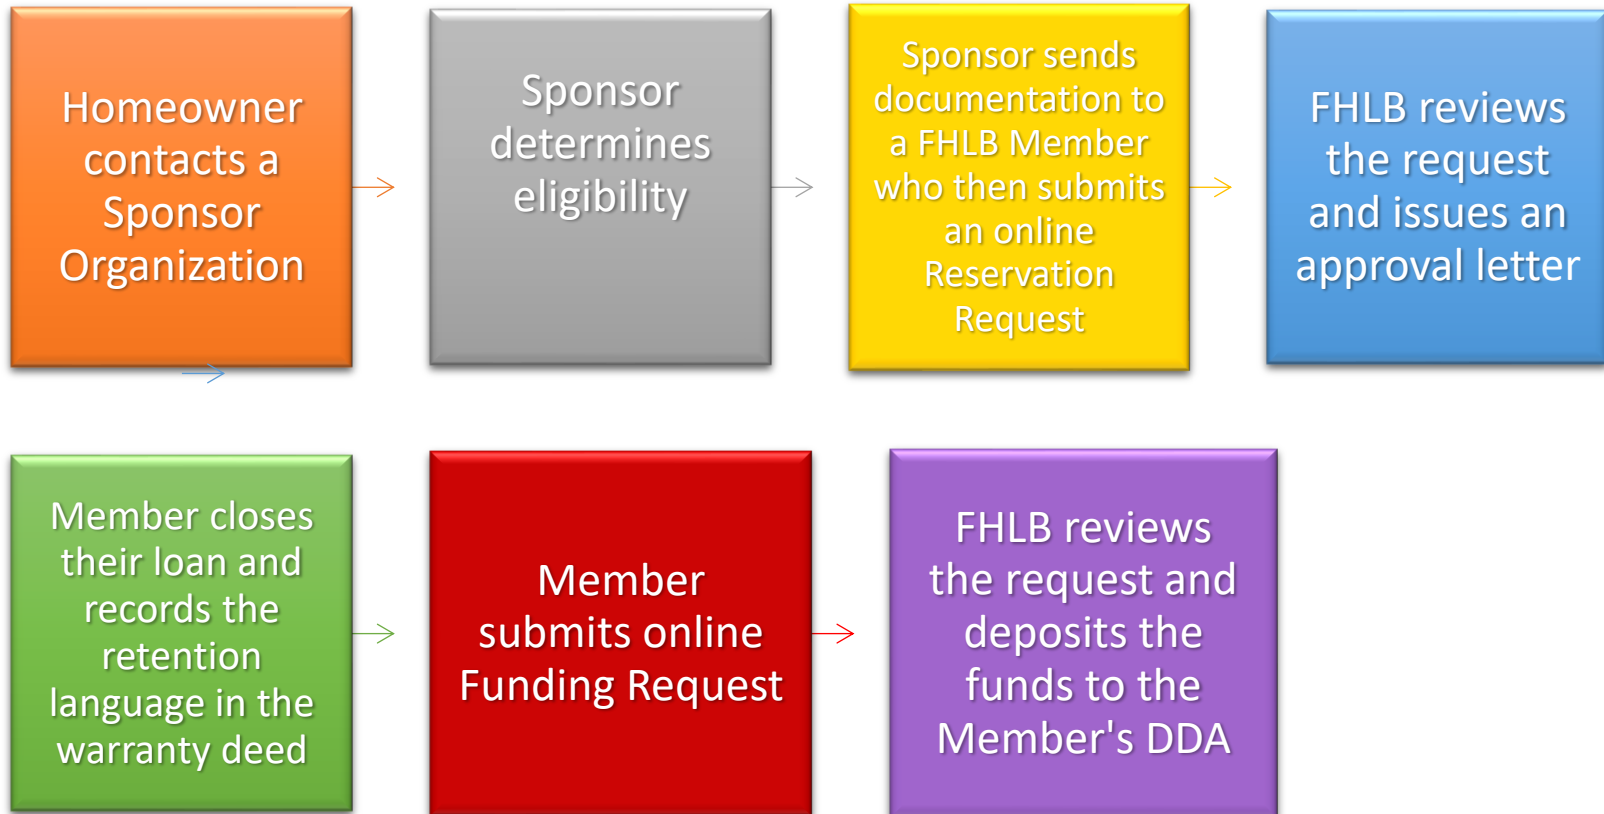 Homeowner
contacts a
Sponsor
Organization
Sponsor
determines
eligibility
Sponsor sends
documentation to
a FHLB Member
who then submits
an online
Reservation
Request
FHLB reviews
the request
and issues an
approval letter
Member closes
their loan and
records the
retention
language in the
warranty deed
Member
submits online
Funding Request
FHLB reviews
the request and
deposits the
funds to the
Member's DDA